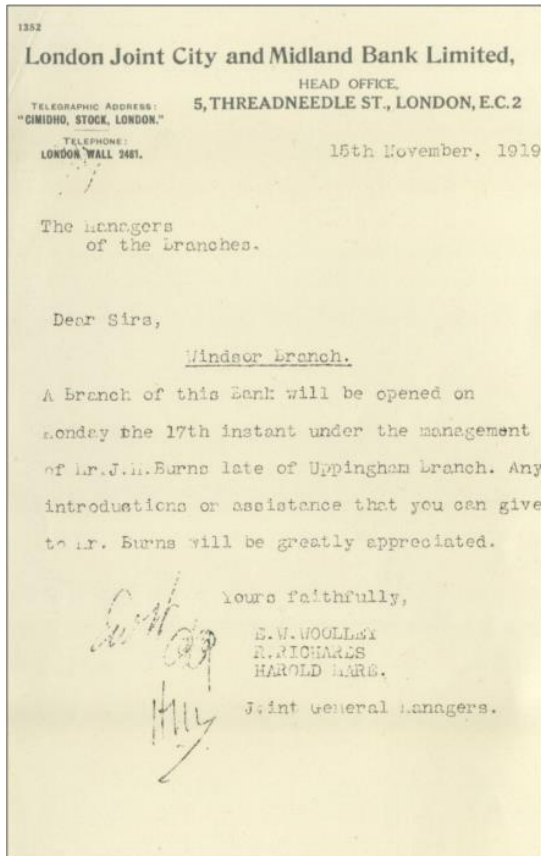 1352
London Joint City and Midland Bank Limited,
HEAD OFFICE,
5, THREADNEEDLE ST., LONDON, E.C. 2
TELEGRAPHIC ADDRESS:
"CIMIDHO, STOCK, LONDON."
TELEPHONE:
LONDON WALL 2461.
15th November, 1919
The Managers
of the Branches.
Dear Sirs,
Windsor Branch.
A Branch of this Bank will be opened on
Monday the 17th instant under the management
of Mr. J.H. Burns late of Uppingham Branch. Any
introductions or assistance that you can give
to Mr. Burns will be greatly appreciated.
Yours faithfully,
E.W. WOOLLEY
R. RICHARDS
HAROLD HARE.
Joint General Managers.